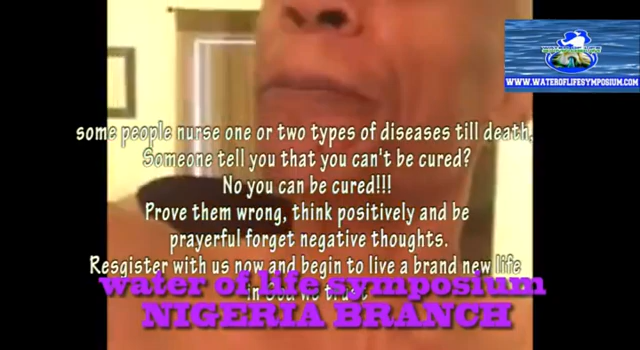 WWW.WATEROFLIFESYMPOSIUM.COM
some people nurse one or two types of diseases till death,
Someone tell you that you can't be cured?
No you can be cured!!!
Prove them wrong, think positively and be
prayerful forget negative thoughts.
Resgister with us now and begin to live a brand new life
in God we trust
water of life symposium
NIGERIA BRANCH